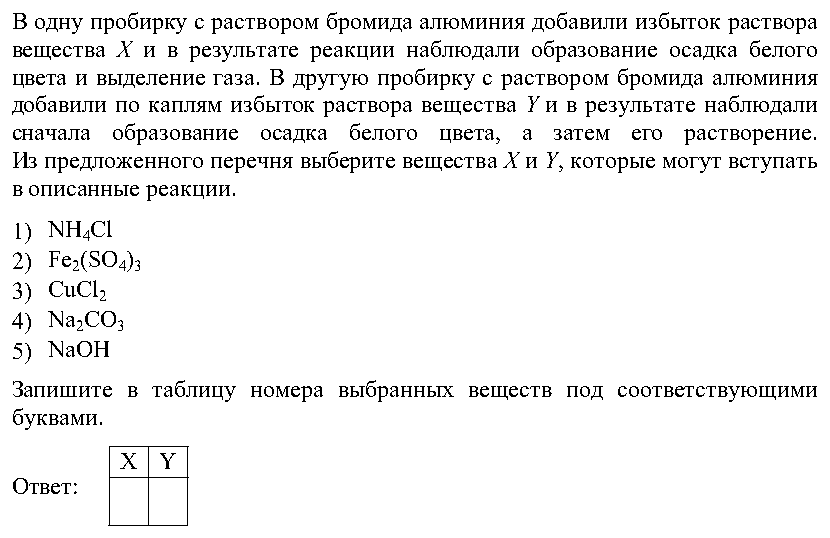 В одну пробирку с раствором бромида алюминия добавили избыток раствора
вещества X и в результате реакции наблюдали образование осадка белого
цвета и выделение газа. В другую пробирку с раствором бромида алюминия
добавили по каплям избыток раствора вещества Y и в результате наблюдали
сначала образование осадка белого цвета, а затем его растворение.
Из предложенного перечня выберите вещества X и Y, которые могут вступать
в описанные реакции.
1) NH₄Cl
2) Fe₂(SO₄)₃
3) CuCl₂
4) Na₂CO₃
5) NaOH
Запишите в таблицу номера выбранных веществ под соответствующими
буквами.
X Y
Ответ: